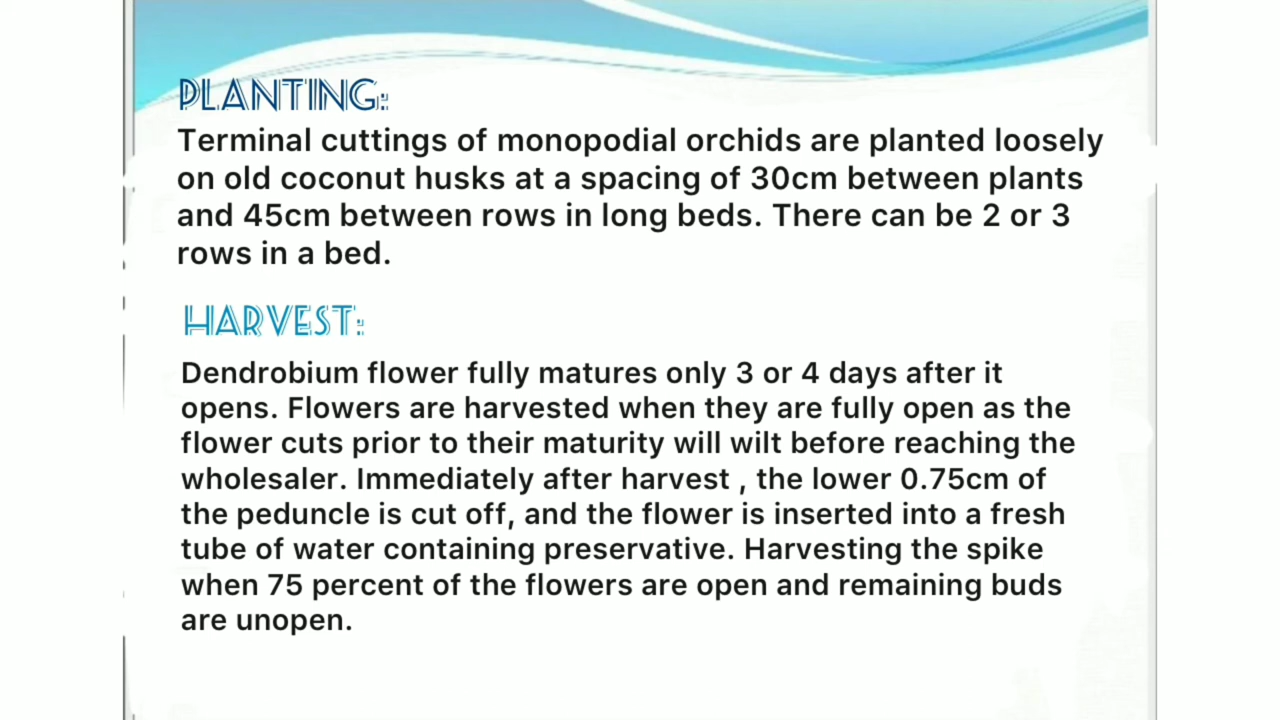 PLANTING:
Terminal cuttings of monopodial orchids are planted loosely
on old coconut husks at a spacing of 30cm between plants
and 45cm between rows in long beds. There can be 2 or 3
rows in a bed.
HARVEST:
Dendrobium flower fully matures only 3 or 4 days after it
opens. Flowers are harvested when they are fully open as the
flower cuts prior to their maturity will wilt before reaching the
wholesaler. Immediately after harvest , the lower 0.75cm of
the peduncle is cut off, and the flower is inserted into a fresh
tube of water containing preservative. Harvesting the spike
when 75 percent of the flowers are open and remaining buds
are unopen.